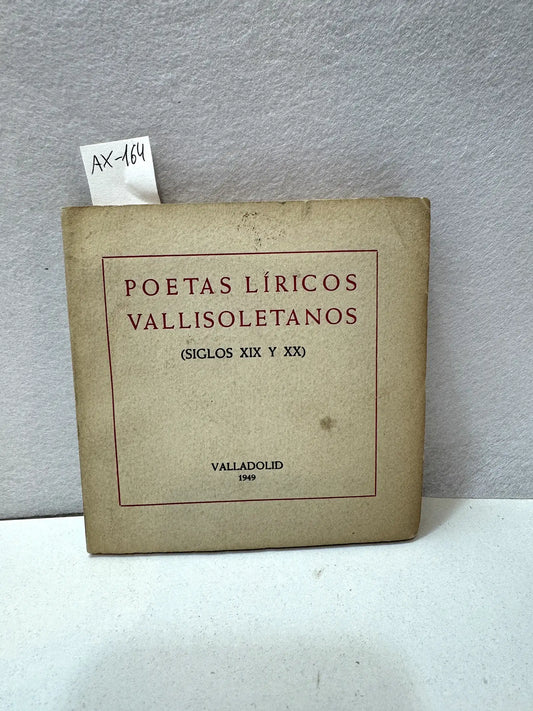 AX-164
POETAS LÍRICOS
VALLISOLETANOS
(SIGLOS XIX Y XX)
VALLADOLID
1949